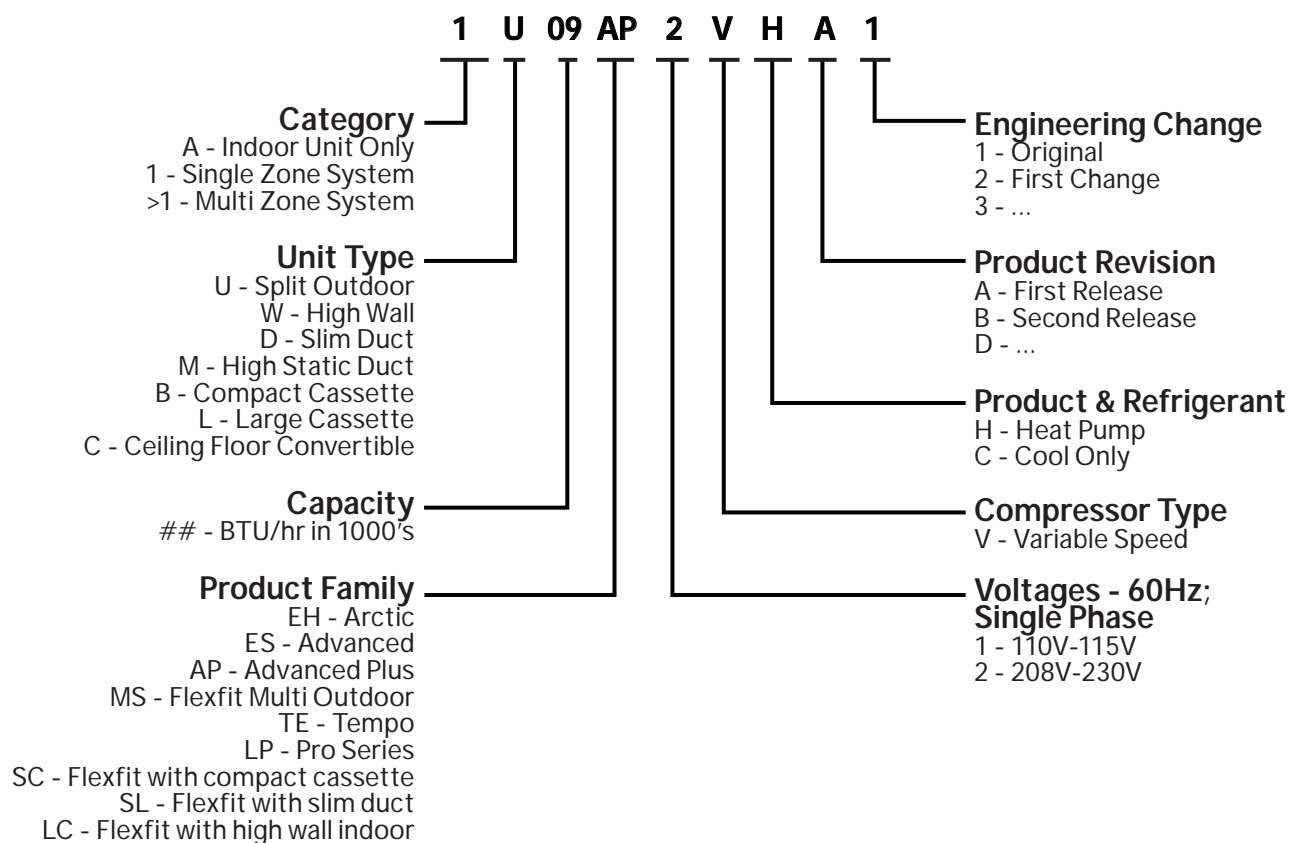 1 U 09 AP 2 V H A 1
Category
A - Indoor Unit Only
1 - Single Zone System
>1 - Multi Zone System
Unit Type
U - Split Outdoor
W - High Wall
D - Slim Duct
M - High Static Duct
B - Compact Cassette
L - Large Cassette
C - Ceiling Floor Convertible
Capacity
## - BTU/hr in 1000's
Product Family
EH - Arctic
ES - Advanced
AP - Advanced Plus
MS - Flexfit Multi Outdoor
TE - Tempo
LP - Pro Series
SC - Flexfit with compact cassette
SL - Flexfit with slim duct
LC - Flexfit with high wall indoor
Engineering Change
1 - Original
2 - First Change
3 - ...
Product Revision
A - First Release
B - Second Release
D - ...
Product & Refrigerant
H - Heat Pump
C - Cool Only
Compressor Type
V - Variable Speed
Voltages - 60Hz;
Single Phase
1 - 110V-115V
2 - 208V-230V